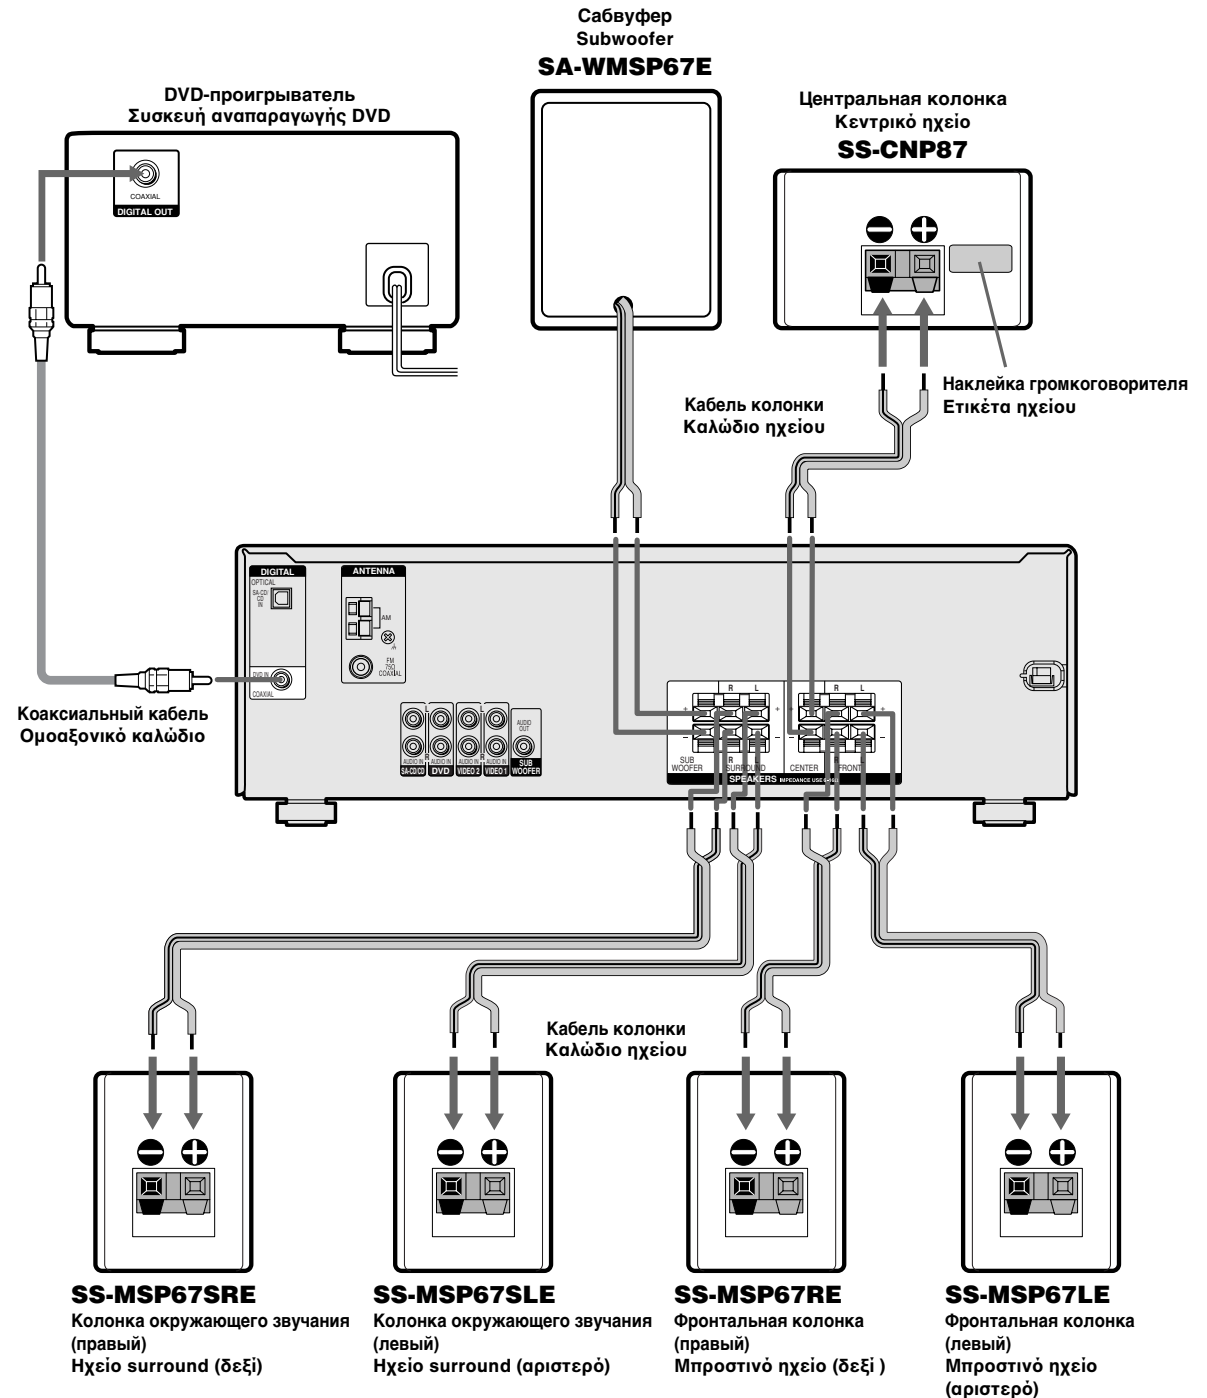 Сабвуфер
Subwoofer
SA-WMSP67E
DVD-проигрыватель
Συσκευή αναπαραγωγής DVD
Центральная колонка
Κεντρικό ηχείο
SS-CNP87
COAXIAL
DIGITAL OUT
Наклейка громкоговорителя
Ετικέτα ηχείου
Кабель колонки
Καλώδιο ηχείου
DIGITAL
OPTICAL
SA-CD/
CD
IN
DVD IN
COAXIAL
ANTENNA
AM
FM
75Ω
COAXIAL
Коаксиальный кабель
Ομοαξονικό καλώδιο
L
L
R
R
AUDIO IN
AUDIO IN
AUDIO IN
AUDIO IN
SA-CD/CD
DVD
VIDEO 2
VIDEO 1
AUDIO
OUT
SUB
WOOFER
R L
R L
+ + + +
– – – –
SUB
WOOFER
R L
SURROUND
CENTER
R L
FRONT
SPEAKERS
IMPEDANCE USE
Кабель колонки
Καλώδιο ηχείου
SS-MSP67SRE
Колонка окружающего звучания
(правый)
Ηχείο surround (δεξί)
SS-MSP67SLE
Колонка окружающего звучания
(левый)
Ηχείο surround (αριστερό)
SS-MSP67RE
Фронтальная колонка
(правый)
Μπροστινό ηχείο (δεξί )
SS-MSP67LE
Фронтальная колонка
(левый)
Μπροστινό ηχείο
(αριστερό)